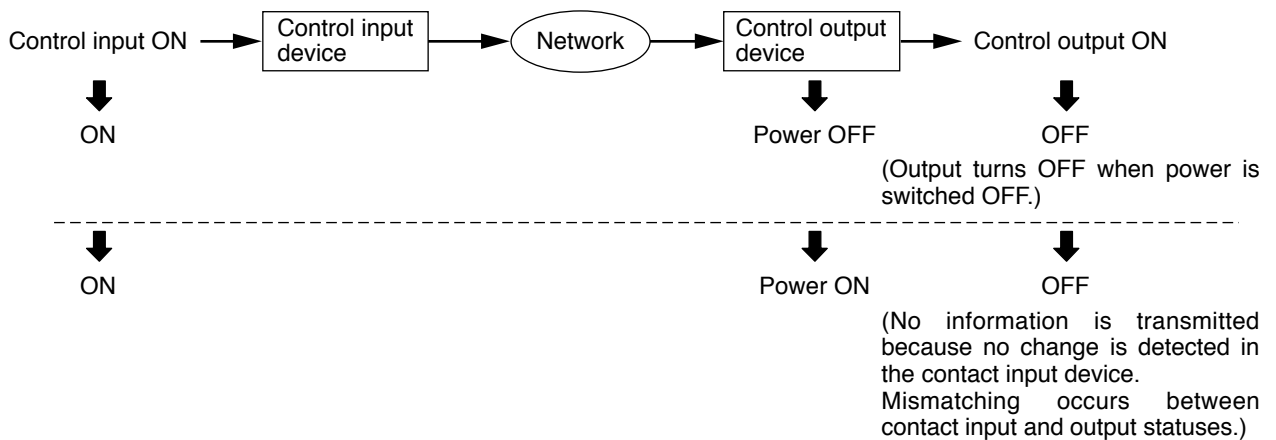 Control input ON
Control input
device
Network
Control output
device
Control output ON
ON
Power OFF
OFF
(Output turns OFF when power is
switched OFF.)
ON
Power ON
OFF
(No information is transmitted
because no change is detected in
the contact input device.
Mismatching occurs between
contact input and output statuses.)